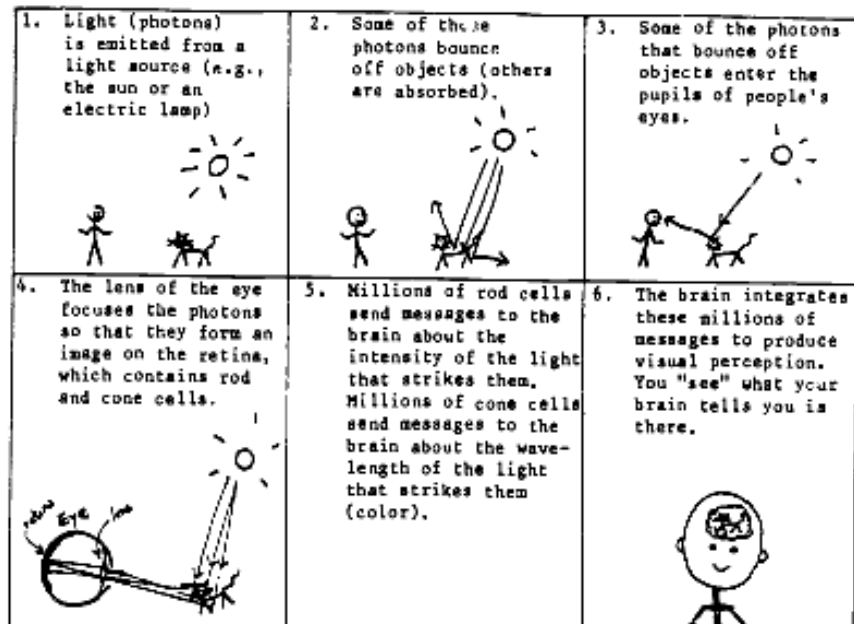 1. Light (photons)
is emitted from a
light source (e.g.,
the sun or an
electric lamp)
2. Some of these
photons bounce
off objects (others
are absorbed).
3. Some of the photons
that bounce off
objects enter the
pupils of people's
eyes.
4. The lens of the eye
focuses the photons
so that they form an
image on the retina,
which contains rod
and cone cells.
retina
EYE
lens
5. Millions of rod cells
send messages to the
brain about the
intensity of the light
that strikes them.
Millions of cone cells
send messages to the
brain about the wave-
length of the light
that strikes them
(color).
6. The brain integrates
these millions of
messages to produce
visual perception.
You "see" what your
brain tells you is
there.